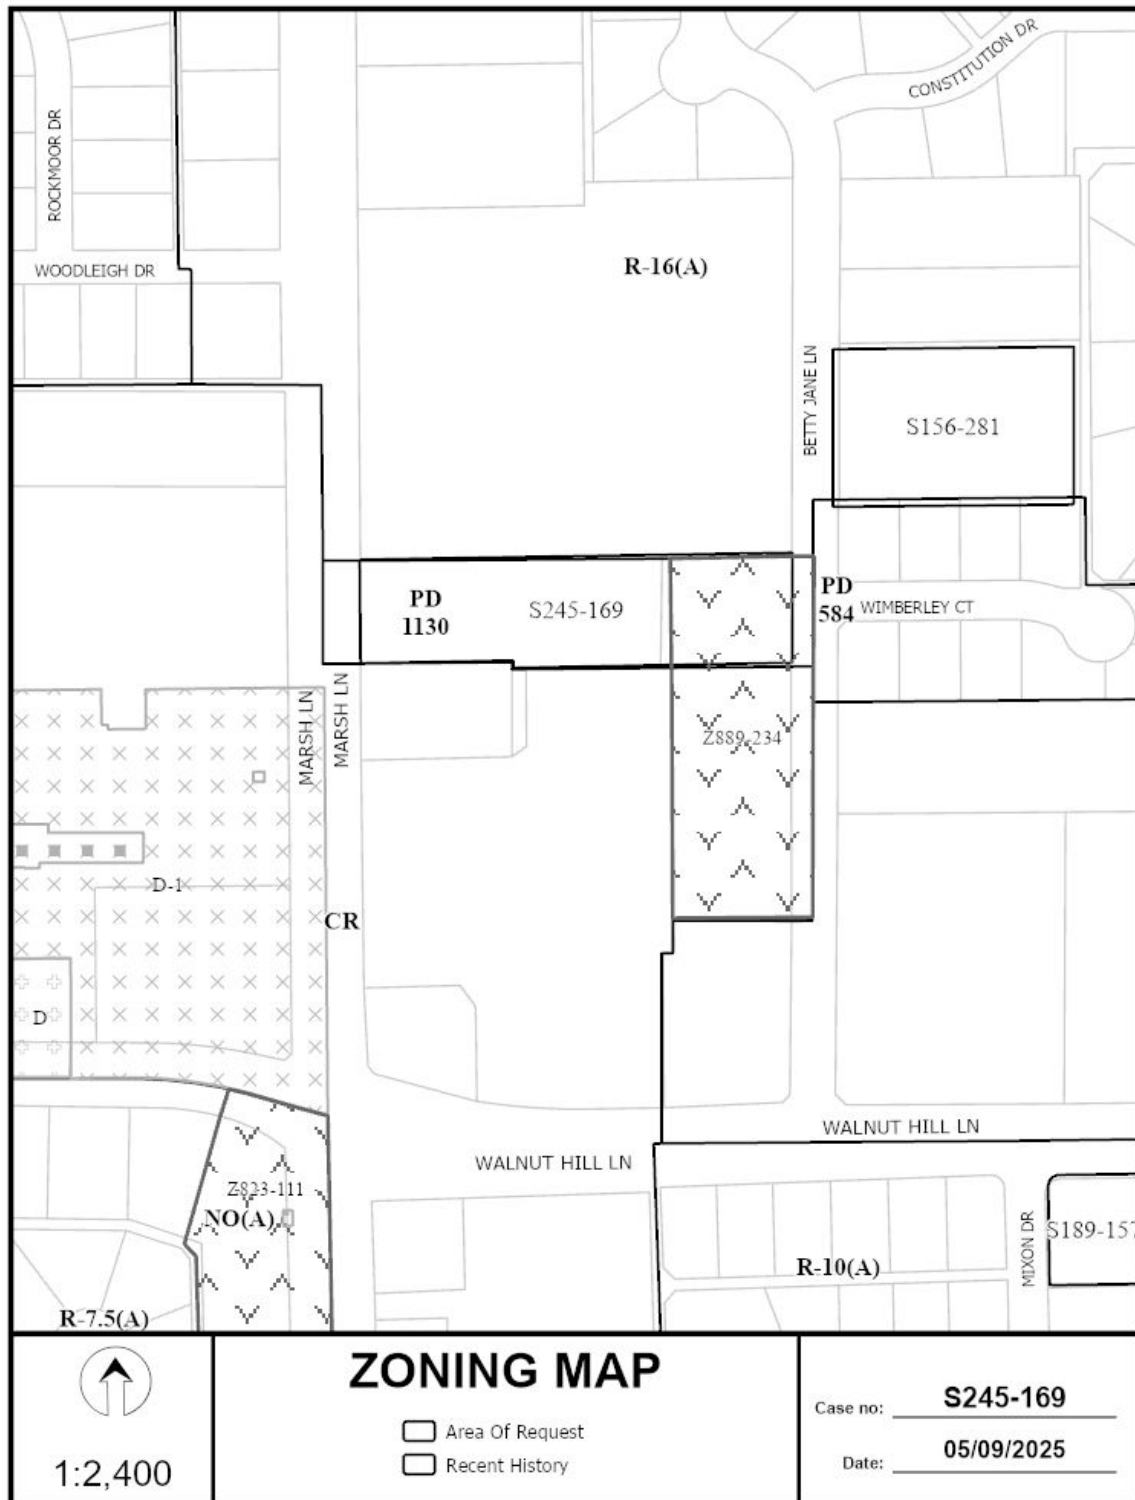 CONSTITUTION DR
ROCKMOOR DR
WOODLEIGH DR
R-16(A)
BETTY JANE LN
S156-281
PD
1130
S245-169
PD
584
WIMBERLEY CT
MARSH LN
MARSH LN
Z889-234
D-1
CR
D
WALNUT HILL LN
WALNUT HILL LN
Z823-111
NO(A)
MIXON DR
S189-157
R-10(A)
R-7.5(A)
1:2,400
ZONING MAP
Area Of Request
Recent History
Case no: S245-169
Date: 05/09/2025